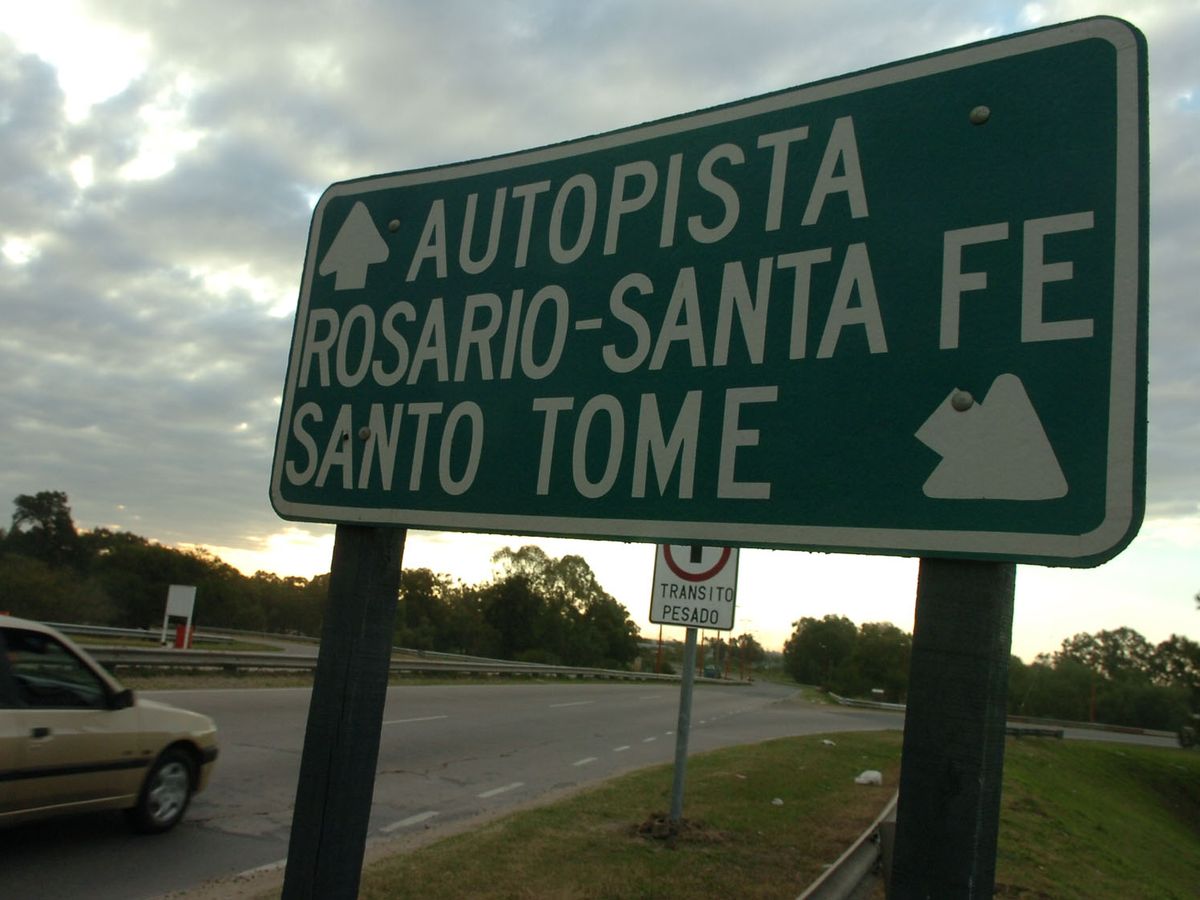 AUTOPISTA
ROSARIO-SANTA FE
SANTO TOME
TRANSITO
PESADO